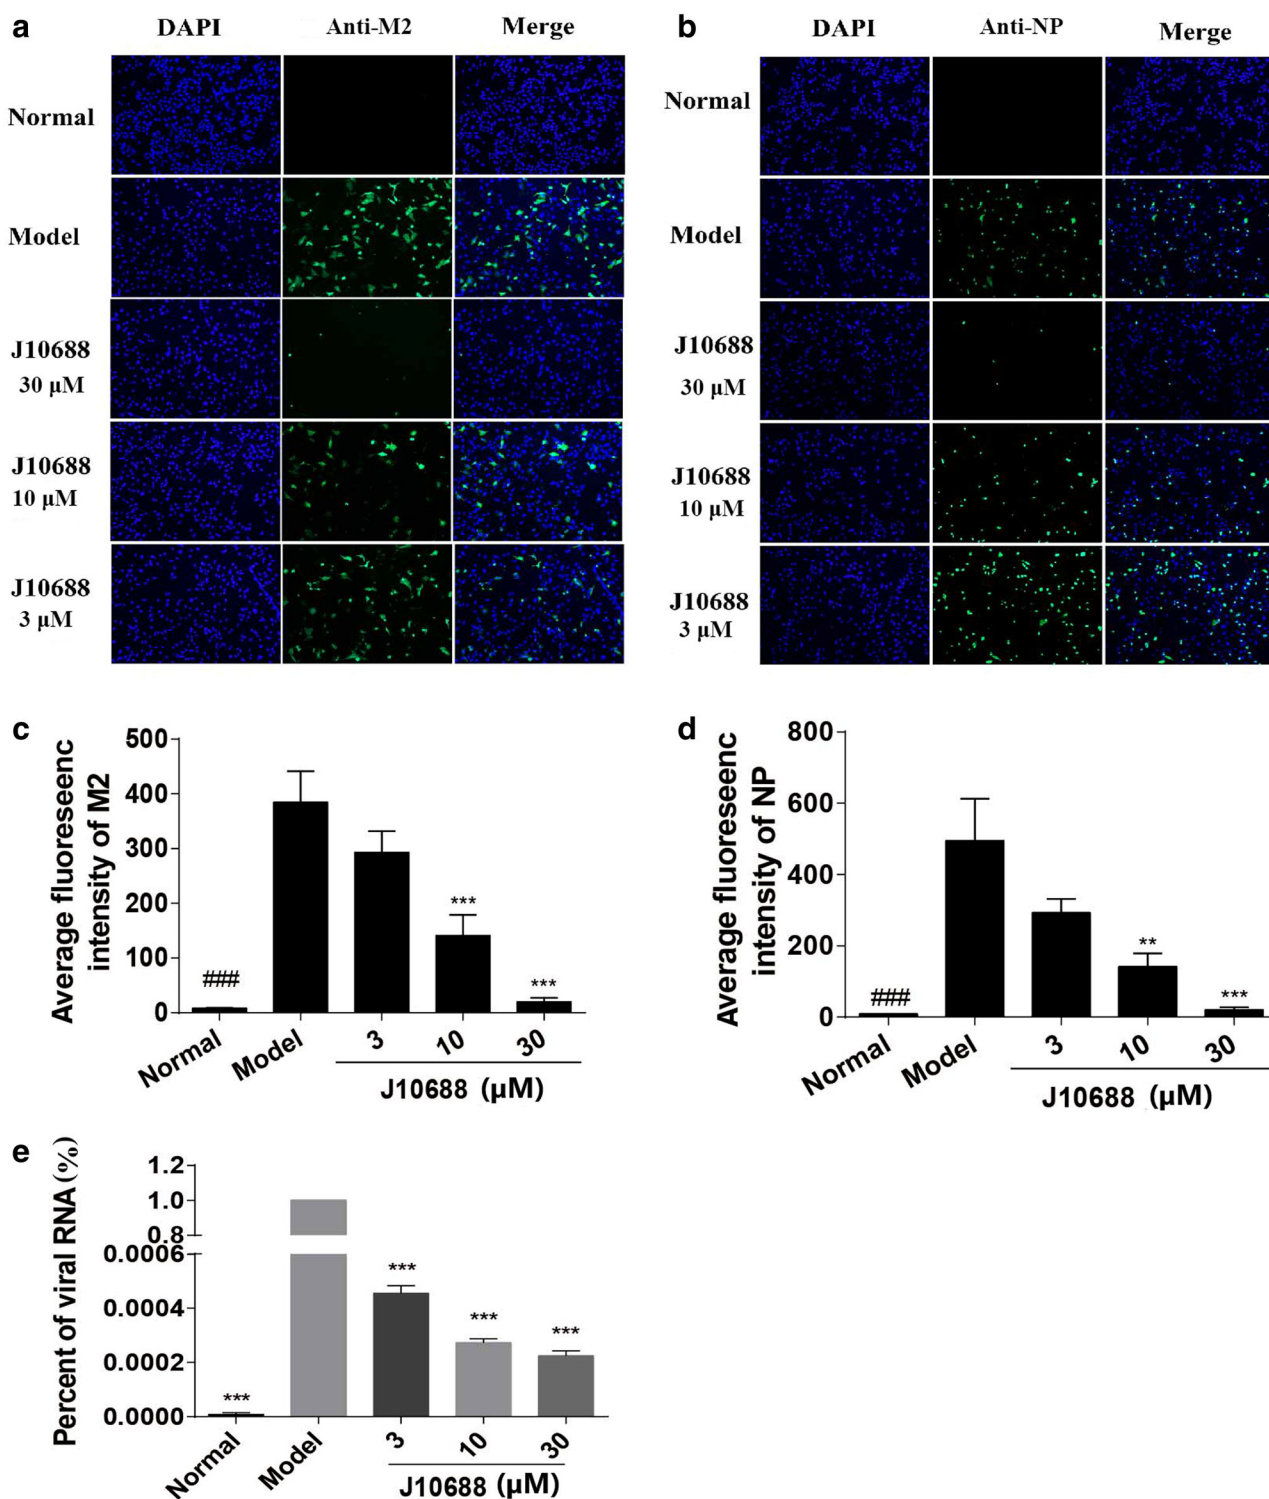 a
DAPI Anti-M2 Merge
Normal
Model
J10688
30 µM
J10688
10 µM
J10688
3 µM
b
DAPI Anti-NP Merge
Normal
Model
J10688
30 µM
J10688
10 µM
J10688
3 µM
c
Average fluoreseenc
intensity of M2
500
400
300
200
100
0
###
***
***
Normal Model 3 10 30
J10688 (µM)
d
Average fluoreseenc
intensity of NP
800
600
400
200
0
###
**
***
Normal Model 3 10 30
J10688 (µM)
e
Percent of viral RNA(%)
1.2
1.0
0.8
0.0006
0.0004
0.0002
0.0000
***
***
***
***
Normal Model 3 10 30
J10688 (µM)